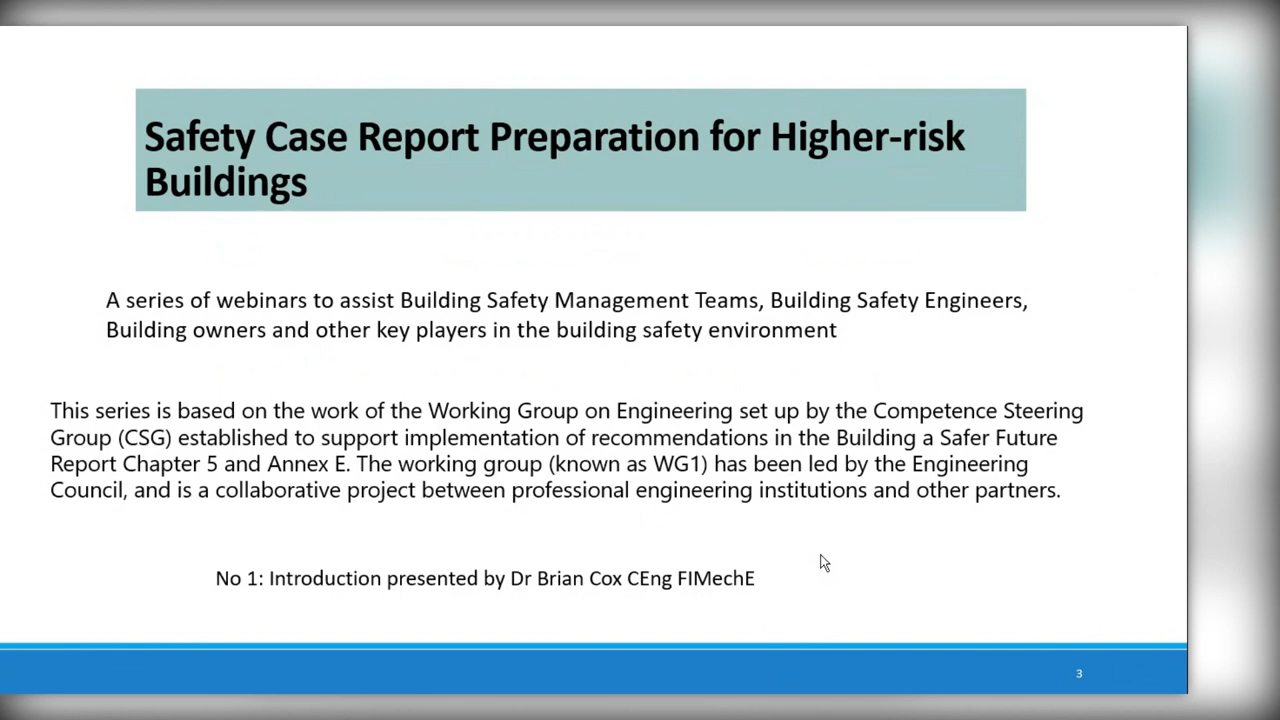 Safety Case Report Preparation for Higher-risk
Buildings
A series of webinars to assist Building Safety Management Teams, Building Safety Engineers,
Building owners and other key players in the building safety environment
This series is based on the work of the Working Group on Engineering set up by the Competence Steering
Group (CSG) established to support implementation of recommendations in the Building a Safer Future
Report Chapter 5 and Annex E. The working group (known as WG1) has been led by the Engineering
Council, and is a collaborative project between professional engineering institutions and other partners.
No 1: Introduction presented by Dr Brian Cox CEng FIMechE
3